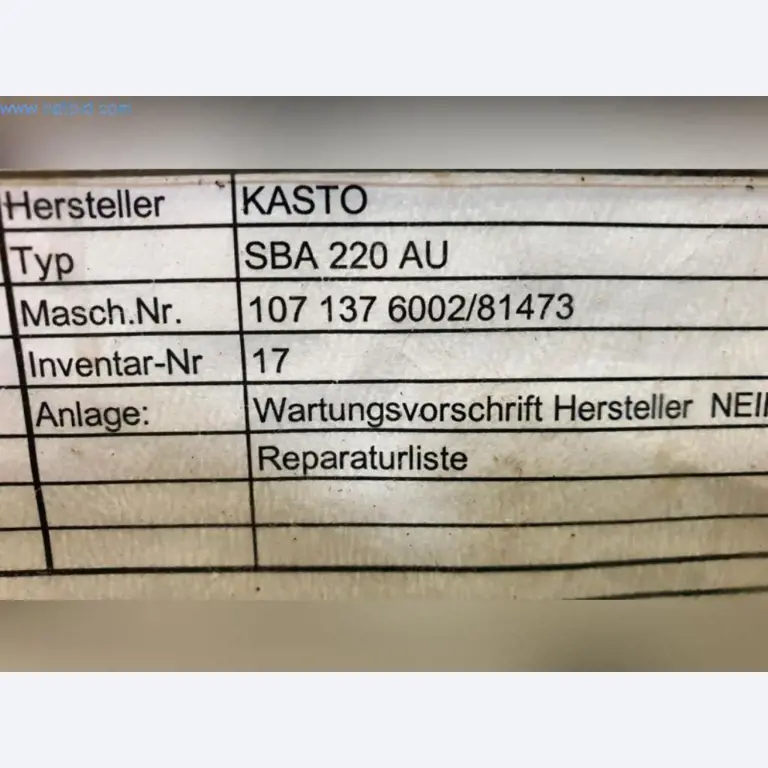 Hersteller KASTO
Typ SBA 220 AU
Masch.Nr. 107 137 6002/81473
Inventar-Nr 17
Anlage: Wartungsvorschrift Hersteller
Reparaturliste